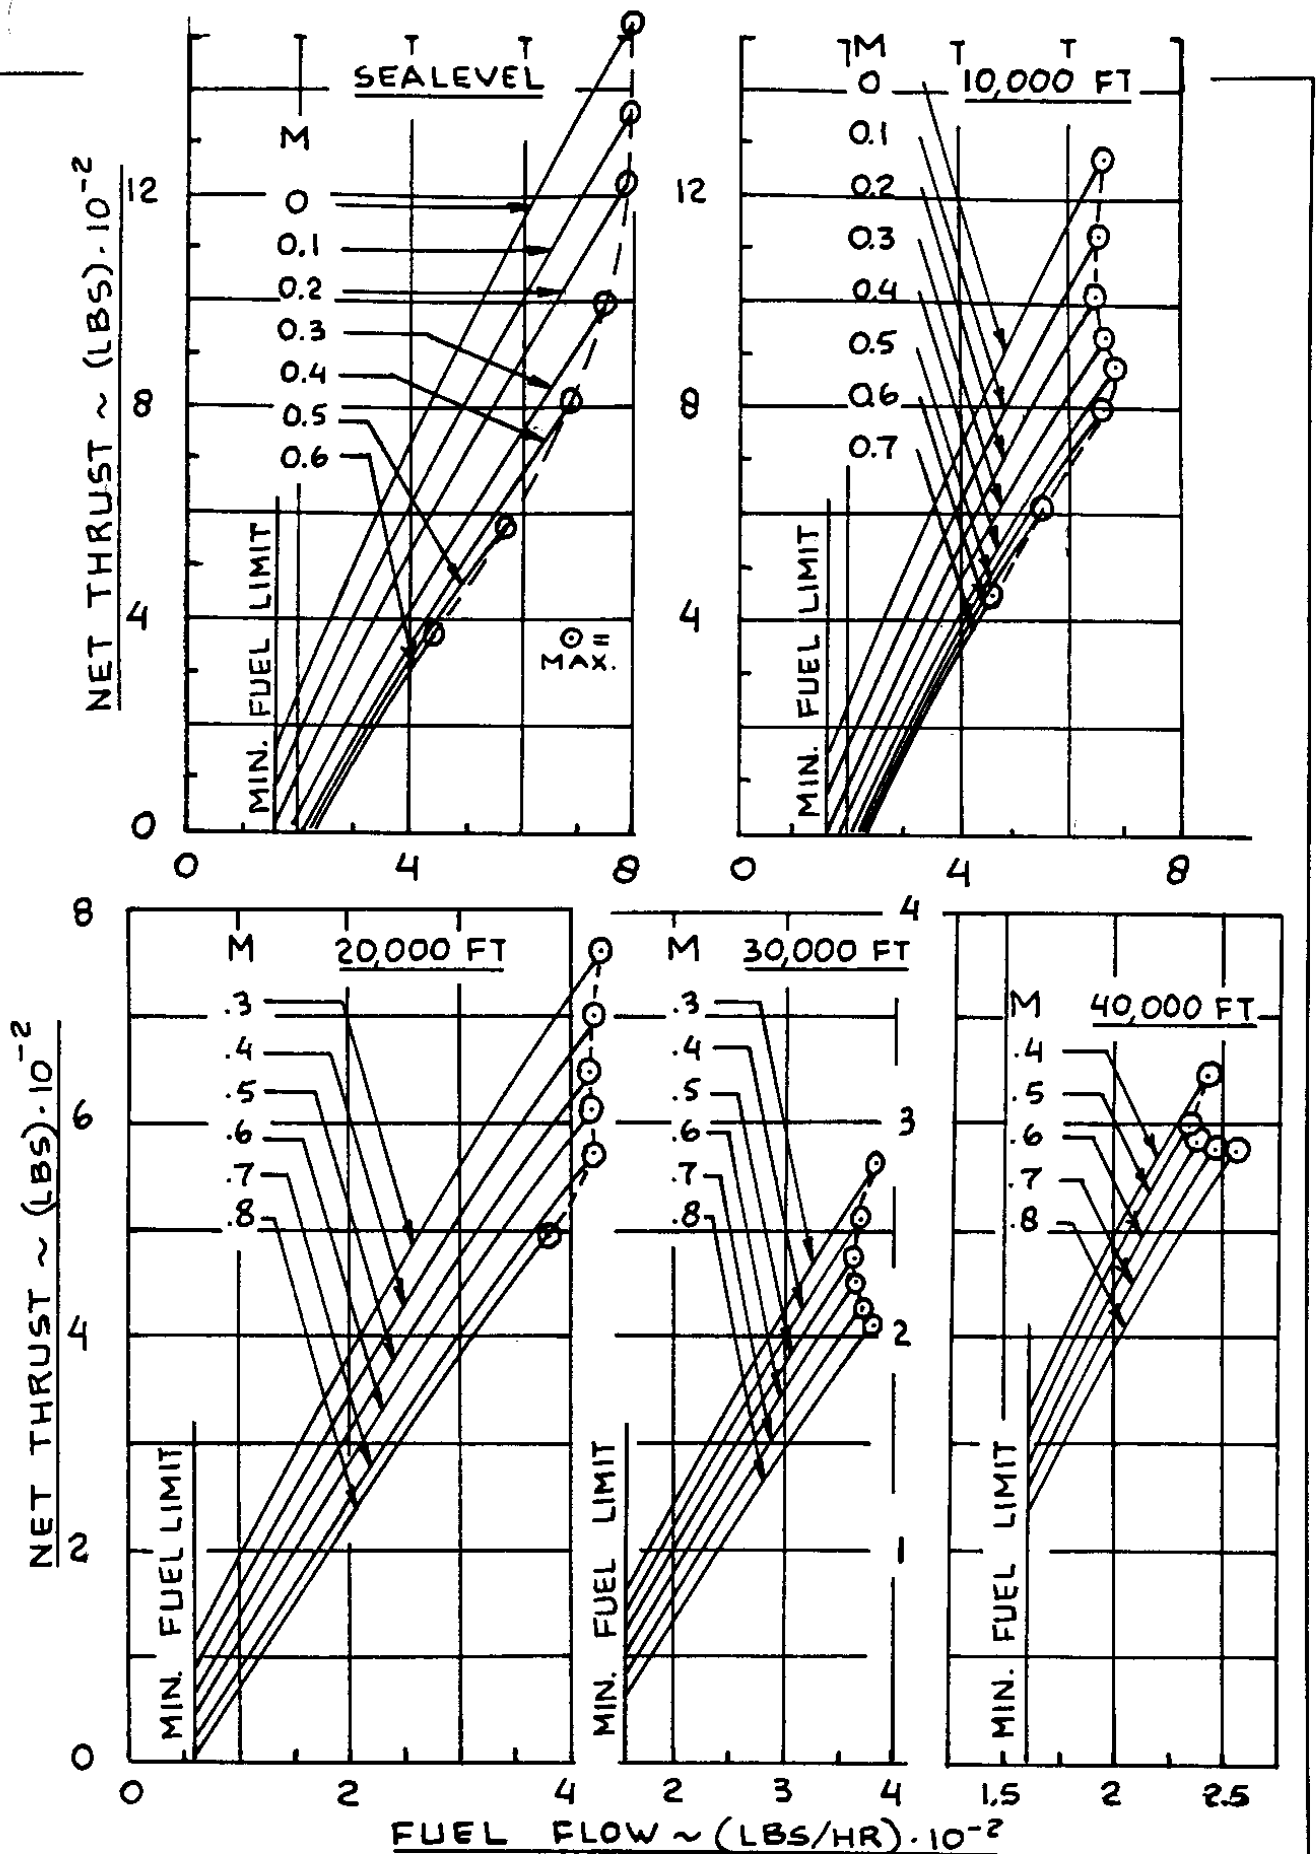 SEALEVEL
M
0
0.1
0.2
0.3
0.4
0.5
0.6
⊙ =
MAX.
MIN. FUEL LIMIT
NET THRUST ~ (LBS)·10⁻²
12
8
4
0
0 4 8
M
10,000 FT
0
0.1
0.2
0.3
0.4
0.5
0.6
0.7
MIN. FUEL LIMIT
12
8
4
0 4 8
M 20,000 FT
.3
.4
.5
.6
.7
.8
MIN. FUEL LIMIT
NET THRUST ~ (LBS)·10⁻²
8
6
4
2
0
0 2 4
M 30,000 FT
.3
.4
.5
.6
.7
.8
MIN. FUEL LIMIT
4
3
2
1
2 3 4
M 40,000 FT
.4
.5
.6
.7
.8
MIN. FUEL LIMIT
1.5 2 2.5
FUEL FLOW ~ (LBS/HR)·10⁻²